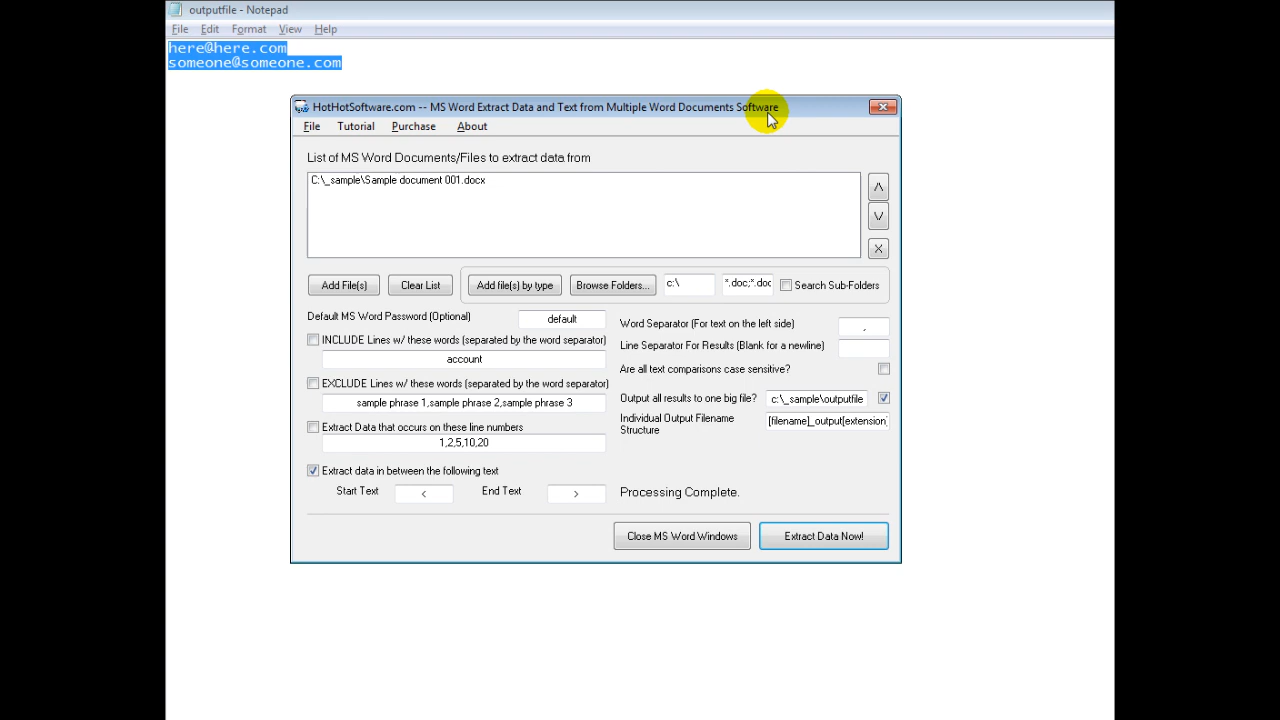 outputfile - Notepad
File Edit Format View Help
here@here.com
someone@someone.com
HotHotSoftware.com -- MS Word Extract Data and Text from Multiple Word Documents Software
File Tutorial Purchase About
List of MS Word Documents/Files to extract data from
C:\_sample\Sample document 001.docx
/\
\/
X
Add File(s) Clear List Add file(s) by type Browse Folders... c:\ *.doc;*.doc Search Sub-Folders
Default MS Word Password (Optional) default
Word Separator (For text on the left side) ,
INCLUDE Lines w/ these words (separated by the word separator)
account
Line Separator For Results (Blank for a newline)
Are all text comparisons case sensitive?
EXCLUDE Lines w/ these words (separated by the word separator)
sample phrase 1,sample phrase 2,sample phrase 3
Output all results to one big file? c:\_sample\outputfile
Individual Output Filename
Structure
[filename]_output[extension]
Extract Data that occurs on these line numbers
1,2,5,10,20
Extract data in between the following text
Start Text < End Text >
Processing Complete.
Close MS Word Windows Extract Data Now!